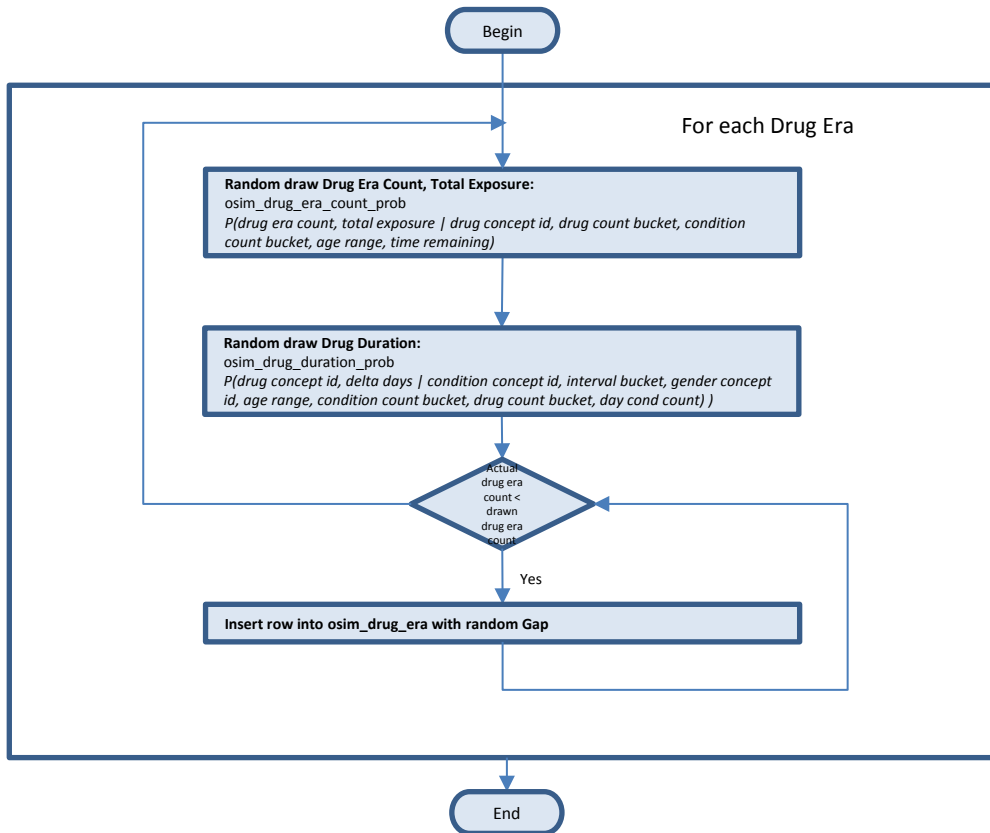 Begin
For each Drug Era
Random draw Drug Era Count, Total Exposure:
osim_drug_era_count_prob
P(drug era count, total exposure | drug concept id, drug count bucket, condition
count bucket, age range, time remaining)
Random draw Drug Duration:
osim_drug_duration_prob
P(drug concept id, delta days | condition concept id, interval bucket, gender concept
id, age range, condition count bucket, drug count bucket, day cond count) )
Actual
drug era
count <
drawn
drug era
count
Yes
Insert row into osim_drug_era with random Gap
End